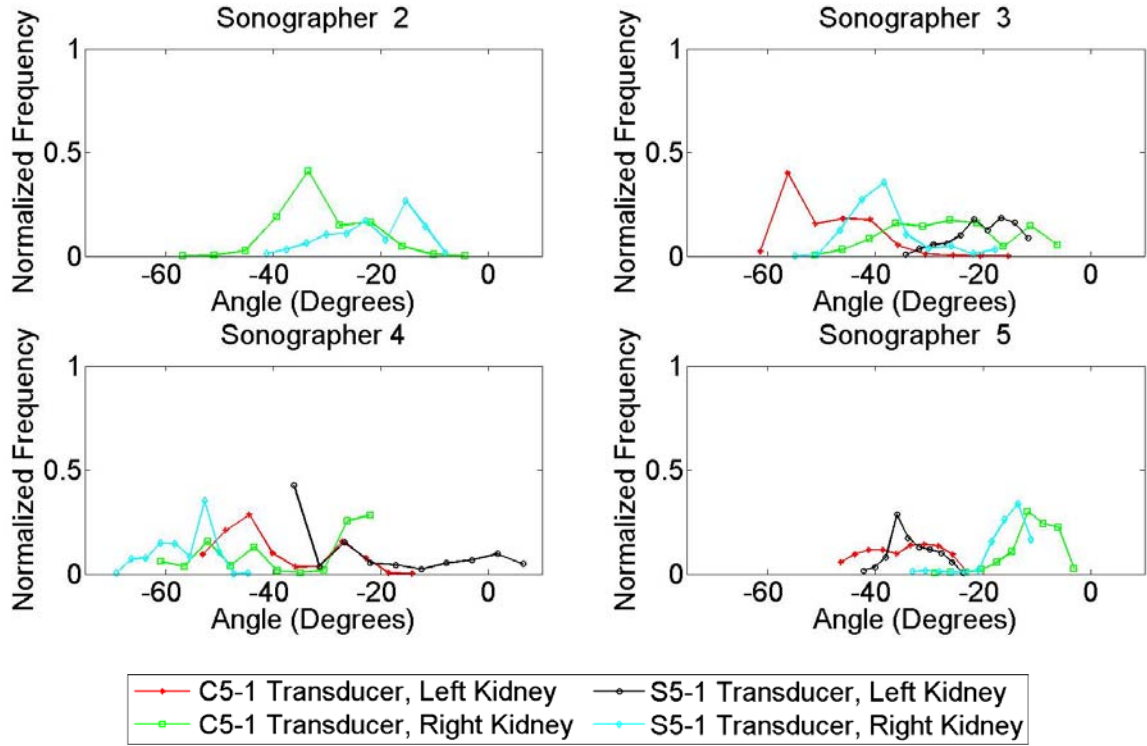 Sonographer 2
Normalized Frequency
1
0.5
0
-60 -40 -20 0
Angle (Degrees)
Sonographer 3
Normalized Frequency
1
0.5
0
-60 -40 -20 0
Angle (Degrees)
Sonographer 4
Normalized Frequency
1
0.5
0
-60 -40 -20 0
Angle (Degrees)
Sonographer 5
Normalized Frequency
1
0.5
0
-60 -40 -20 0
Angle (Degrees)
C5-1 Transducer, Left Kidney
C5-1 Transducer, Right Kidney
S5-1 Transducer, Left Kidney
S5-1 Transducer, Right Kidney